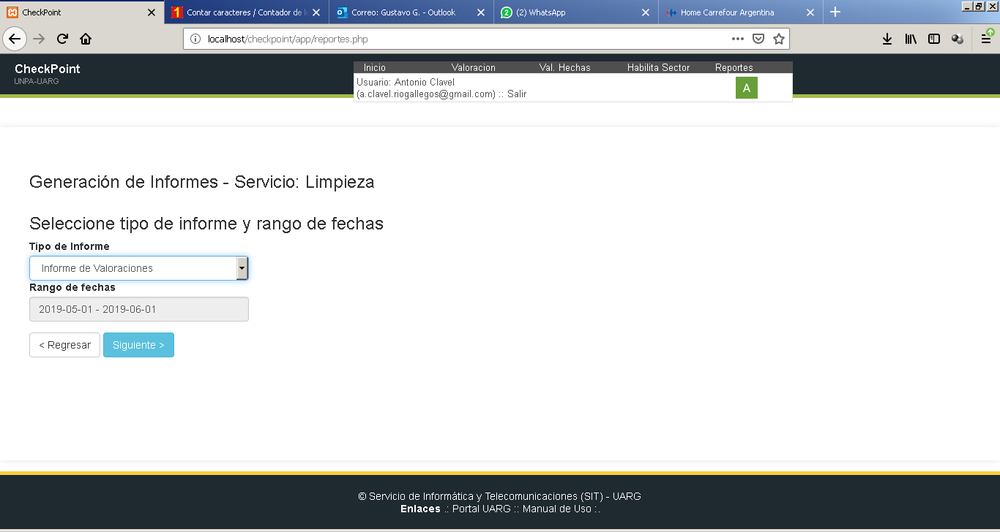 CheckPoint
Contar caracteres / Contador de l
Correo: Gustavo G. - Outlook
(2) WhatsApp
Home Carrefour Argentina
localhost/checkpoint/app/reportes.php
CheckPoint
UNPA-UARG
Inicio Valoracion Val. Hechas Habilita Sector Reportes
Usuario: Antonio Clavel
(a.clavel.riogallegos@gmail.com) :: Salir
A
Generación de Informes - Servicio: Limpieza
Seleccione tipo de informe y rango de fechas
Tipo de Informe
Informe de Valoraciones
Rango de fechas
2019-05-01 - 2019-06-01
< Regresar Siguiente >
© Servicio de Informática y Telecomunicaciones (SIT) - UARG
Enlaces .: Portal UARG :: Manual de Uso :.